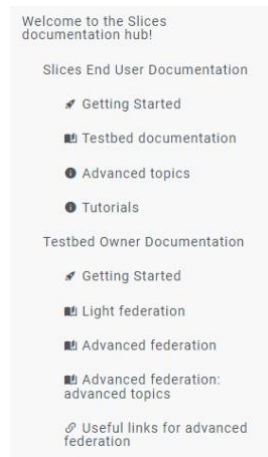 Welcome to the Slices
documentation hub!
Slices End User Documentation
Getting Started
Testbed documentation
Advanced topics
Tutorials
Testbed Owner Documentation
Getting Started
Light federation
Advanced federation
Advanced federation:
advanced topics
Useful links for advanced
federation